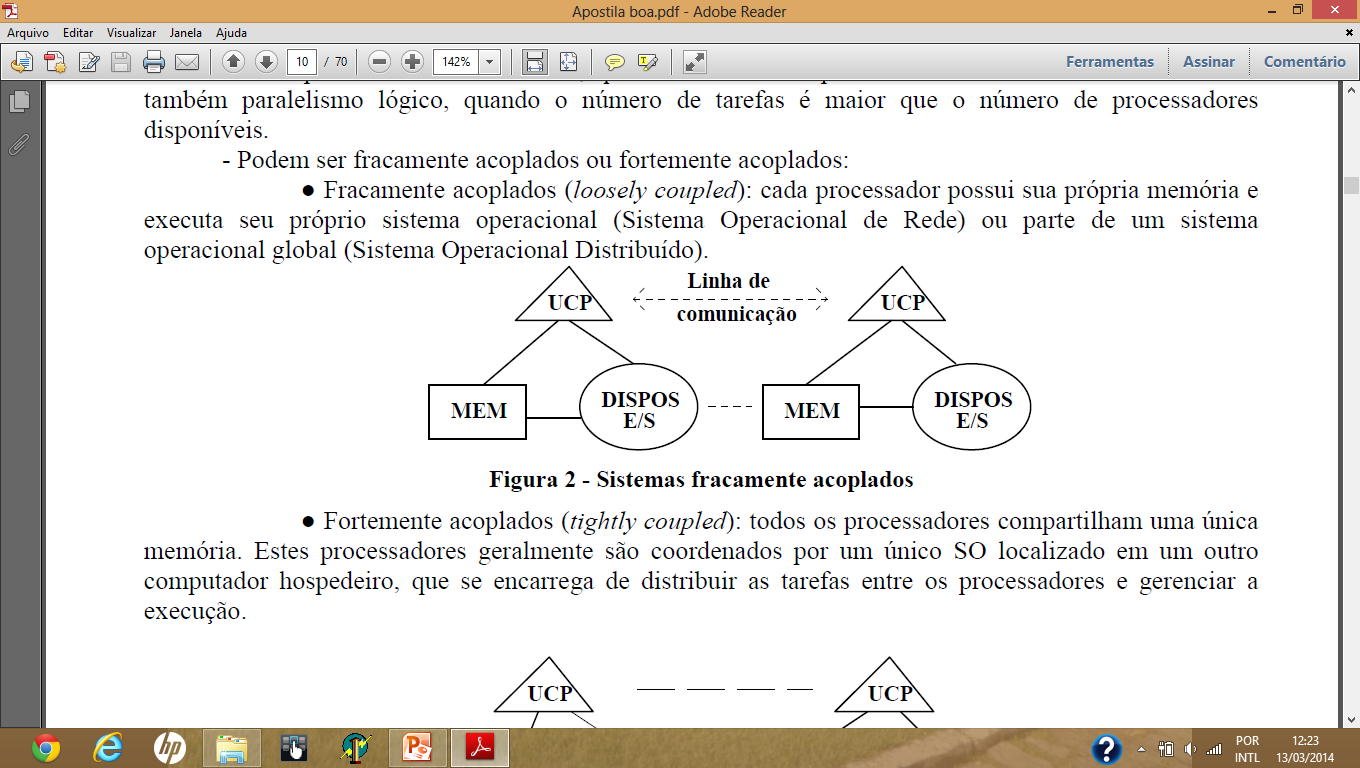 Apostila boa.pdf - Adobe Reader
Arquivo Editar Visualizar Janela Ajuda
10 / 70 142% Ferramentas Assinar Comentário
também paralelismo lógico, quando o número de tarefas é maior que o número de processadores
disponíveis.
- Podem ser fracamente acoplados ou fortemente acoplados:
● Fracamente acoplados (loosely coupled): cada processador possui sua própria memória e
executa seu próprio sistema operacional (Sistema Operacional de Rede) ou parte de um sistema
operacional global (Sistema Operacional Distribuído).
Linha de
UCP UCP
comunicação
DISPOS DISPOS
MEM MEM
E/S E/S
Figura 2 - Sistemas fracamente acoplados
● Fortemente acoplados (tightly coupled): todos os processadores compartilham uma única
memória. Estes processadores geralmente são coordenados por um único SO localizado em um outro
computador hospedeiro, que se encarrega de distribuir as tarefas entre os processadores e gerenciar a
execução.
UCP UCP
POR 12:23
INTL 13/03/2014